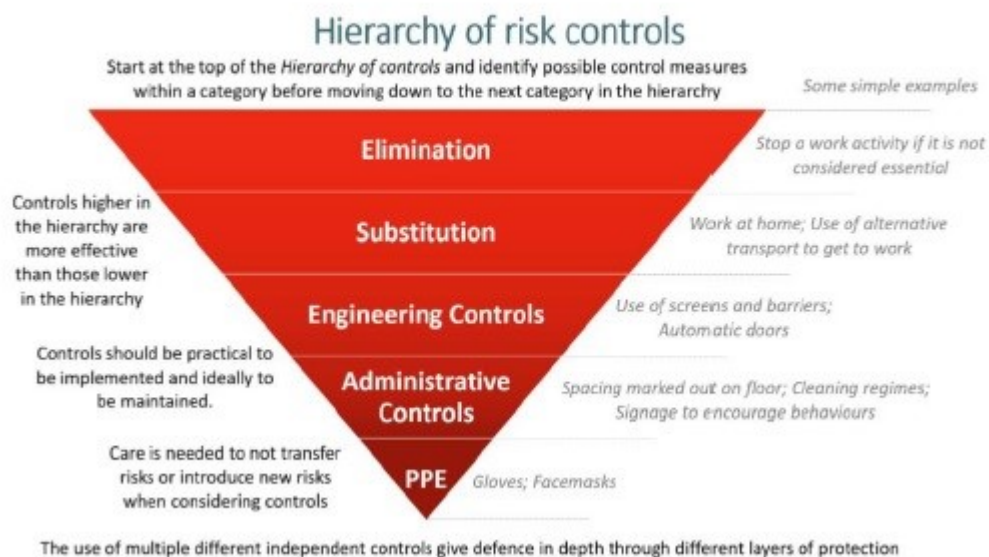 Hierarchy of risk controls
Start at the top of the Hierarchy of controls and identify possible control measures
within a category before moving down to the next category in the hierarchy
Some simple examples
Elimination
Stop a work activity if it is not
considered essential
Controls higher in
the hierarchy are
more effective
than those lower
in the hierarchy
Substitution
Work at home; Use of alternative
transport to get to work
Engineering Controls
Use of screens and barriers;
Automatic doors
Controls should be practical to
be implemented and ideally to
be maintained.
Administrative
Controls
Spacing marked out on floor; Cleaning regimes;
Signage to encourage behaviours
Care is needed to not transfer
risks or introduce new risks
when considering controls
PPE
Gloves; Facemasks
The use of multiple different independent controls give defence in depth through different layers of protection